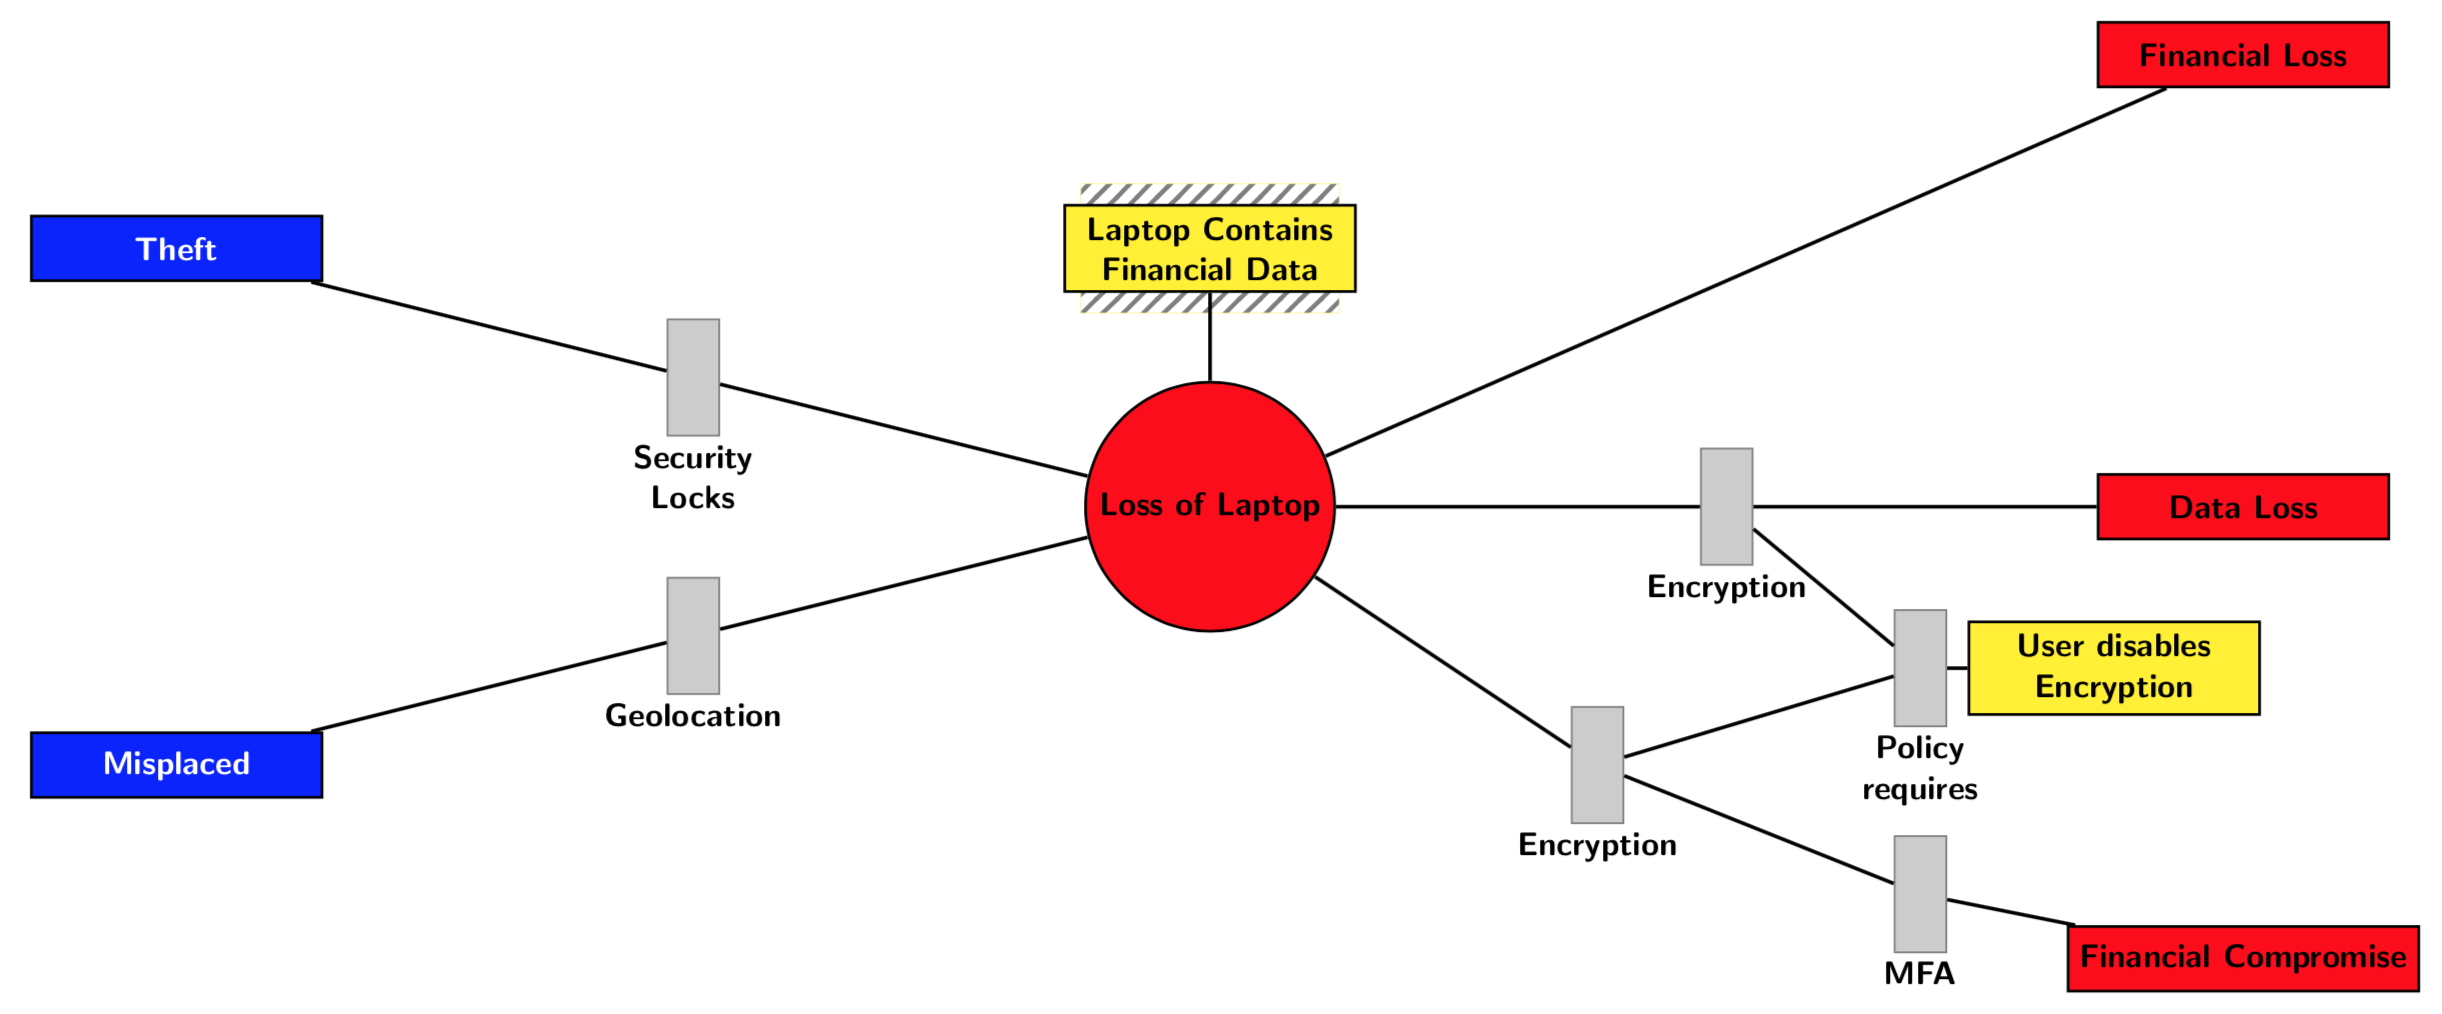 Financial Loss
Laptop Contains
Financial Data
Theft
Security
Locks
Loss of Laptop
Data Loss
Encryption
User disables
Encryption
Geolocation
Policy
requires
Misplaced
Encryption
Financial Compromise
MFA